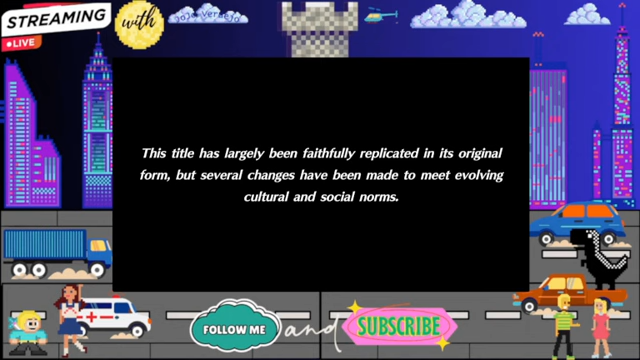 STREAMING
LIVE
with
This title has largely been faithfully replicated in its original
form, but several changes have been made to meet evolving
cultural and social norms.
FOLLOW ME
and
SUBSCRIBE